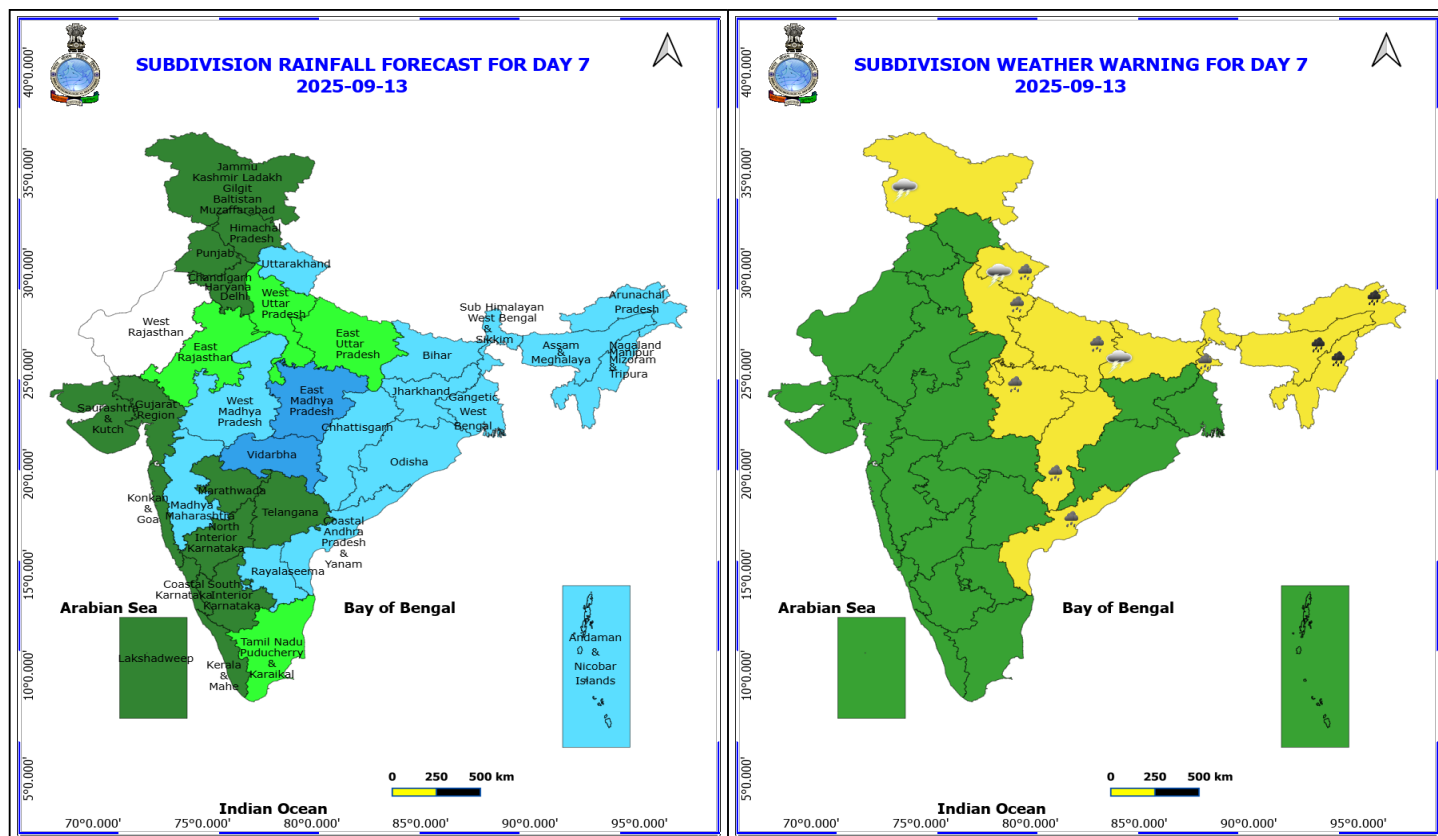 SUBDIVISION RAINFALL FORECAST FOR DAY 7
2025-09-13
40°0.000'
35°0.000'
30°0.000'
25°0.000'
20°0.000'
15°0.000'
10°0.000'
5°0.000'
Jammu
Kashmir Ladakh
Gilgit
Baltistan
Muzaffarabad
Himachal
Pradesh
Punjab
Uttarakhand
Chandigarh
Haryana
Delhi
West
Uttar
Pradesh
West
Rajasthan
East
Rajasthan
East
Uttar
Pradesh
Sub Himalayan
West Bengal
&
Sikkim
Arunachal
Pradesh
Assam
&
Meghalaya
Nagaland
Manipur
Mizoram
&
Tripura
Bihar
Saurashtra
&
Kutch
Gujarat
Region
West
Madhya
Pradesh
East
Madhya
Pradesh
Jharkhand
Gangetic
West
Bengal
Chhattisgarh
Vidarbha
Odisha
Konkan
&
Goa
Madhya
Maharashtra
Marathwada
Telangana
North
Interior
Karnataka
Coastal
Andhra
Pradesh
&
Yanam
Rayalaseema
Coastal
Karnataka
South
Interior
Karnataka
Arabian Sea
Bay of Bengal
Lakshadweep
Kerala
&
Mahe
Tamil Nadu
Puducherry
&
Karaikal
Andaman
&
Nicobar
Islands
0 250 500 km
Indian Ocean
70°0.000' 75°0.000' 80°0.000' 85°0.000' 90°0.000' 95°0.000'
SUBDIVISION WEATHER WARNING FOR DAY 7
2025-09-13
40°0.000'
35°0.000'
30°0.000'
25°0.000'
20°0.000'
15°0.000'
10°0.000'
5°0.000'
Arabian Sea
Bay of Bengal
0 250 500 km
Indian Ocean
70°0.000' 75°0.000' 80°0.000' 85°0.000' 90°0.000' 95°0.000'